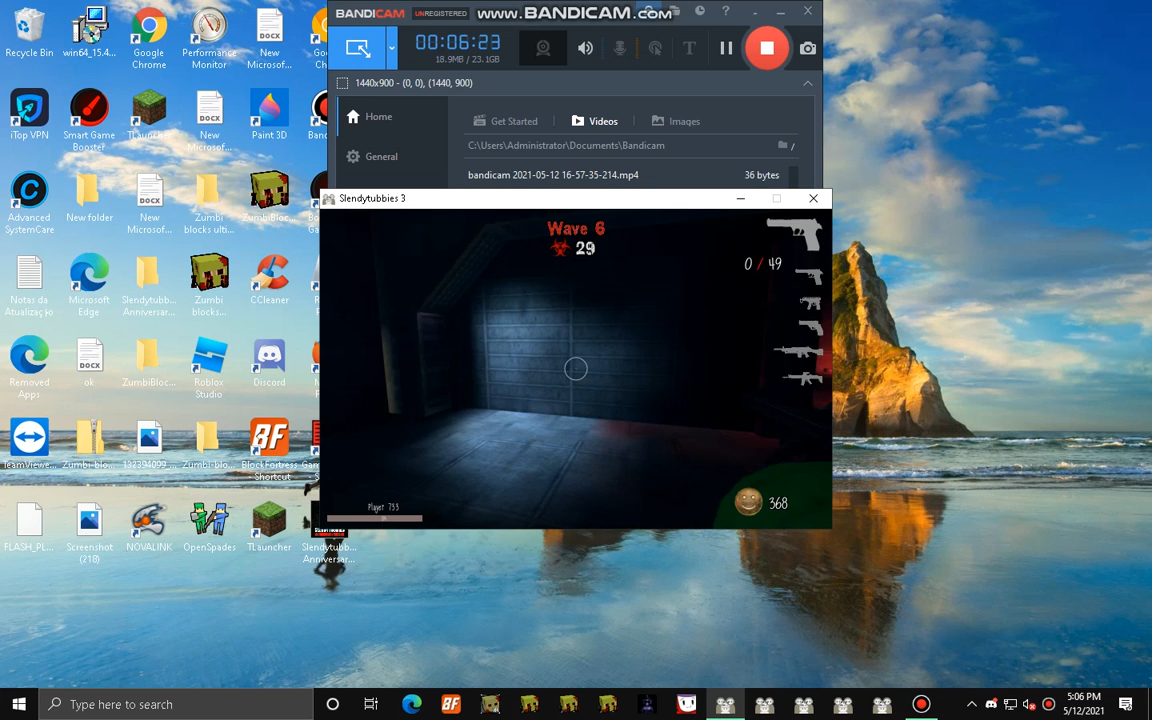 BANDICAM UNREGISTERED www.BANDICAM.com
00:06:23
18.9MB / 23.1GB
1440x900 - (0, 0), (1440, 900)
Home
General
Get Started
Videos
Images
C:\Users\Administrator\Documents\Bandicam
bandicam 2021-05-12 16-57-35-214.mp4
36 bytes
Slendytubbies 3
Wave 6
29
0 / 49
Player 733
368
Recycle Bin
win64_15.4...
Google
Chrome
Performance
Monitor
New
Microsof...
iTop VPN
Smart Game
Booster
TLauncher
New
Microsof...
Paint 3D
Advanced
SystemCare
New folder
New
Microsof...
Zumbi
blocks ulti...
ZumbiBloc...
Notas da
Microsoft
Edge
Slendytubb...
Anniversar...
Zumbi
blocks...
CCleaner
Removed
Apps
ok
ZumbiBloc...
Roblox
Studio
Discord
TeamViewe...
Zumbi-blo...
132394099_...
Zumbi-blo...
BlockFortress
- Shortcut
FLASH_PL...
Screenshot
(218)
NOVALINK
OpenSpades
TLauncher
Slendytubb...
Anniversar...
Type here to search
5:06 PM
5/12/2021